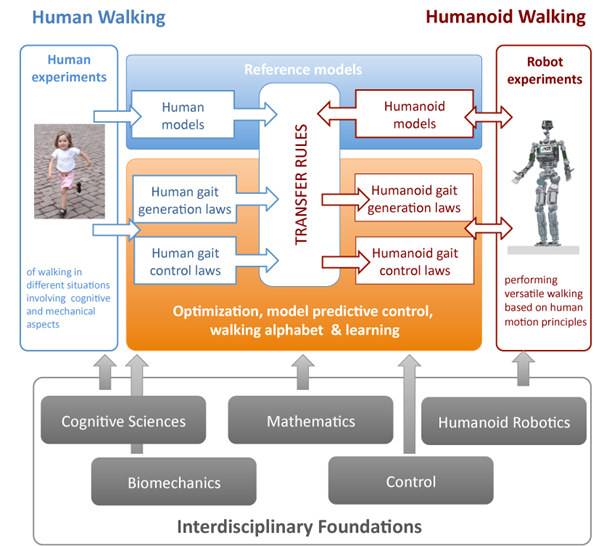 Human Walking
Humanoid Walking
Human
experiments
Reference models
Robot
experiments
Human
models
Humanoid
models
TRANSFER RULES
Human gait
generation laws
Humanoid gait
generation laws
Human gait
control laws
Humanoid gait
control laws
of walking in
different situations
involving cognitive
and mechanical
aspects
performing
versatile walking
based on human
motion principles
Optimization, model predictive control,
walking alphabet & learning
Cognitive Sciences
Mathematics
Humanoid Robotics
Biomechanics
Control
Interdisciplinary Foundations